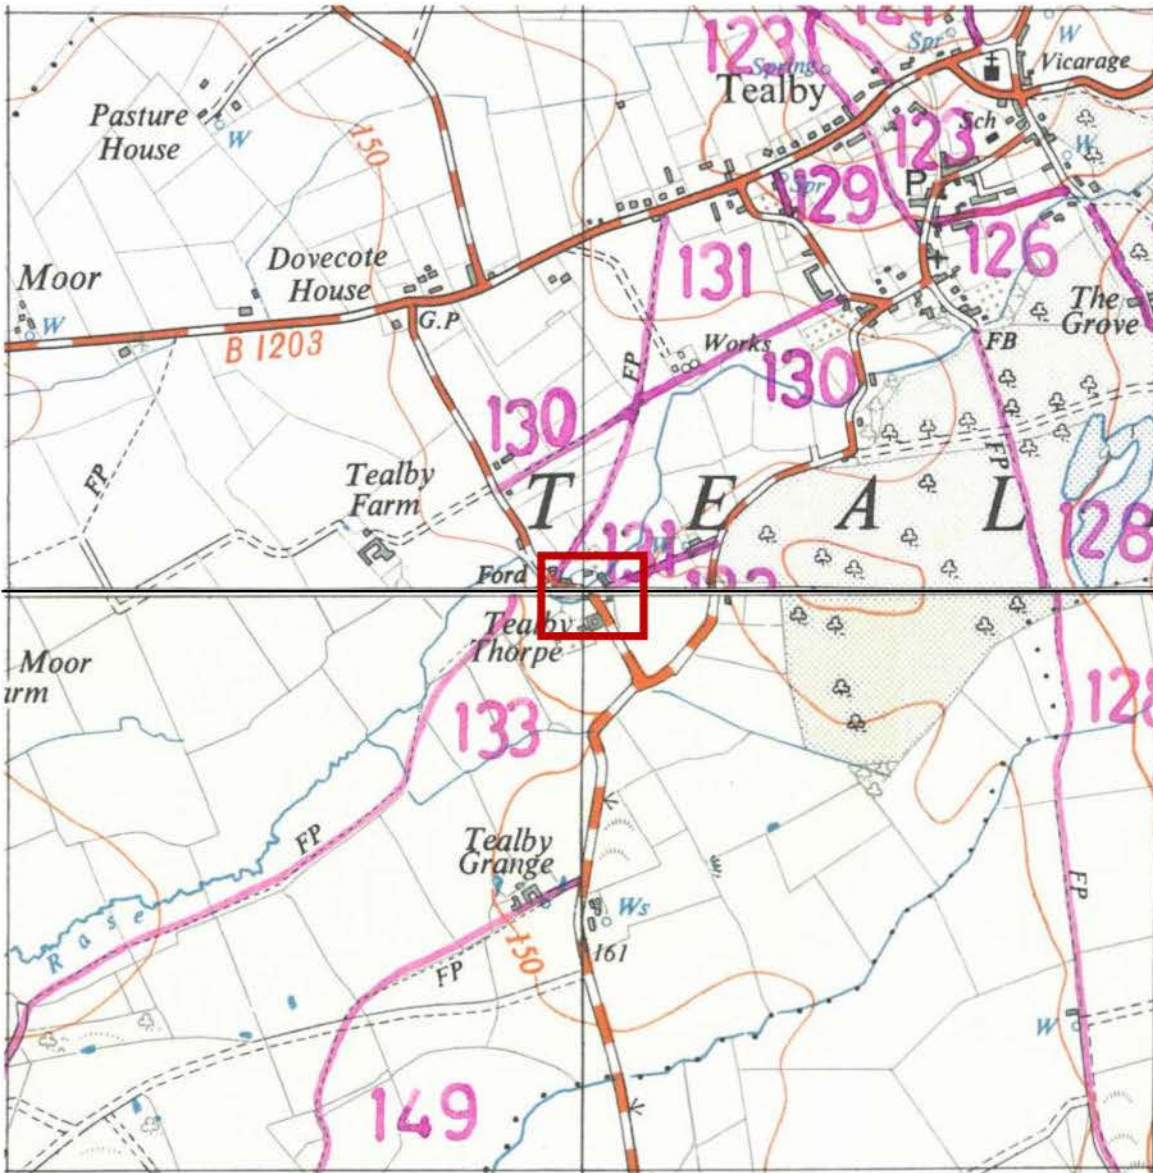 123
Spr
W
Vicarage
Spring
Tealby
Pasture
House
W
150
Sch
123
W
Spr
129
P
126
131
Dovecote
House
Moor
W
G.P
The
Grove
B 1203
FP
Works
FB
130
130
FP
FP
Tealby
Farm
T E A L
FP
128
W
121
Ford
Tealby
Thorpe
Moor
arm
133
128
Tealby
Grange
FP
FP
Ws
Rase
150
161
FP
W
149